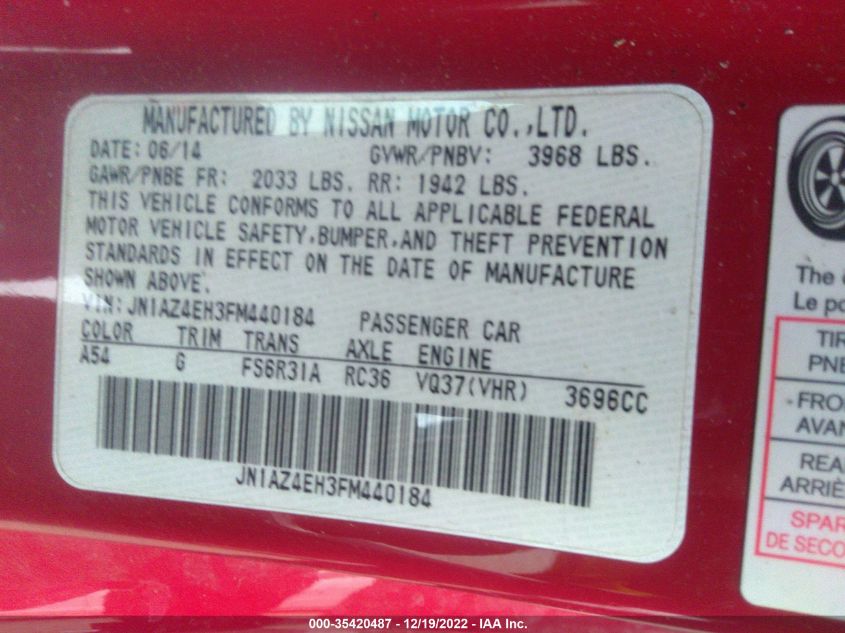 MANUFACTURED BY NISSAN MOTOR CO.,LTD.
DATE: 06/14 GVWR/PNBV: 3968 LBS.
GAWR/PNBE FR: 2033 LBS. RR: 1942 LBS.
THIS VEHICLE CONFORMS TO ALL APPLICABLE FEDERAL
MOTOR VEHICLE SAFETY,BUMPER,AND THEFT PREVENTION
STANDARDS IN EFFECT ON THE DATE OF MANUFACTURE
SHOWN ABOVE.
VIN:JN1AZ4EH3FM440184 PASSENGER CAR
COLOR TRIM TRANS AXLE ENGINE
A54 G FS6R31A RC36 VQ37(VHR) 3696CC
JN1AZ4EH3FM440184
The
Le
TIR
PNE
FRO
AVAN
REA
ARRIÈ
SPAR
DE SECO
000-35420487 - 12/19/2022 - IAA Inc.